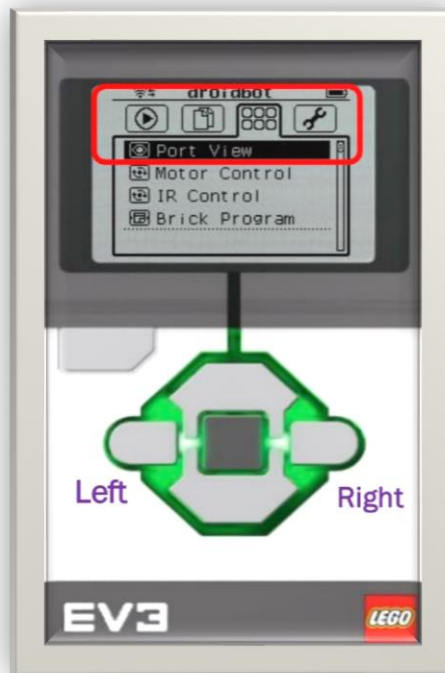 droidbot
Port View
Motor Control
IR Control
Brick Program
Left
Right
EV3
LEGO